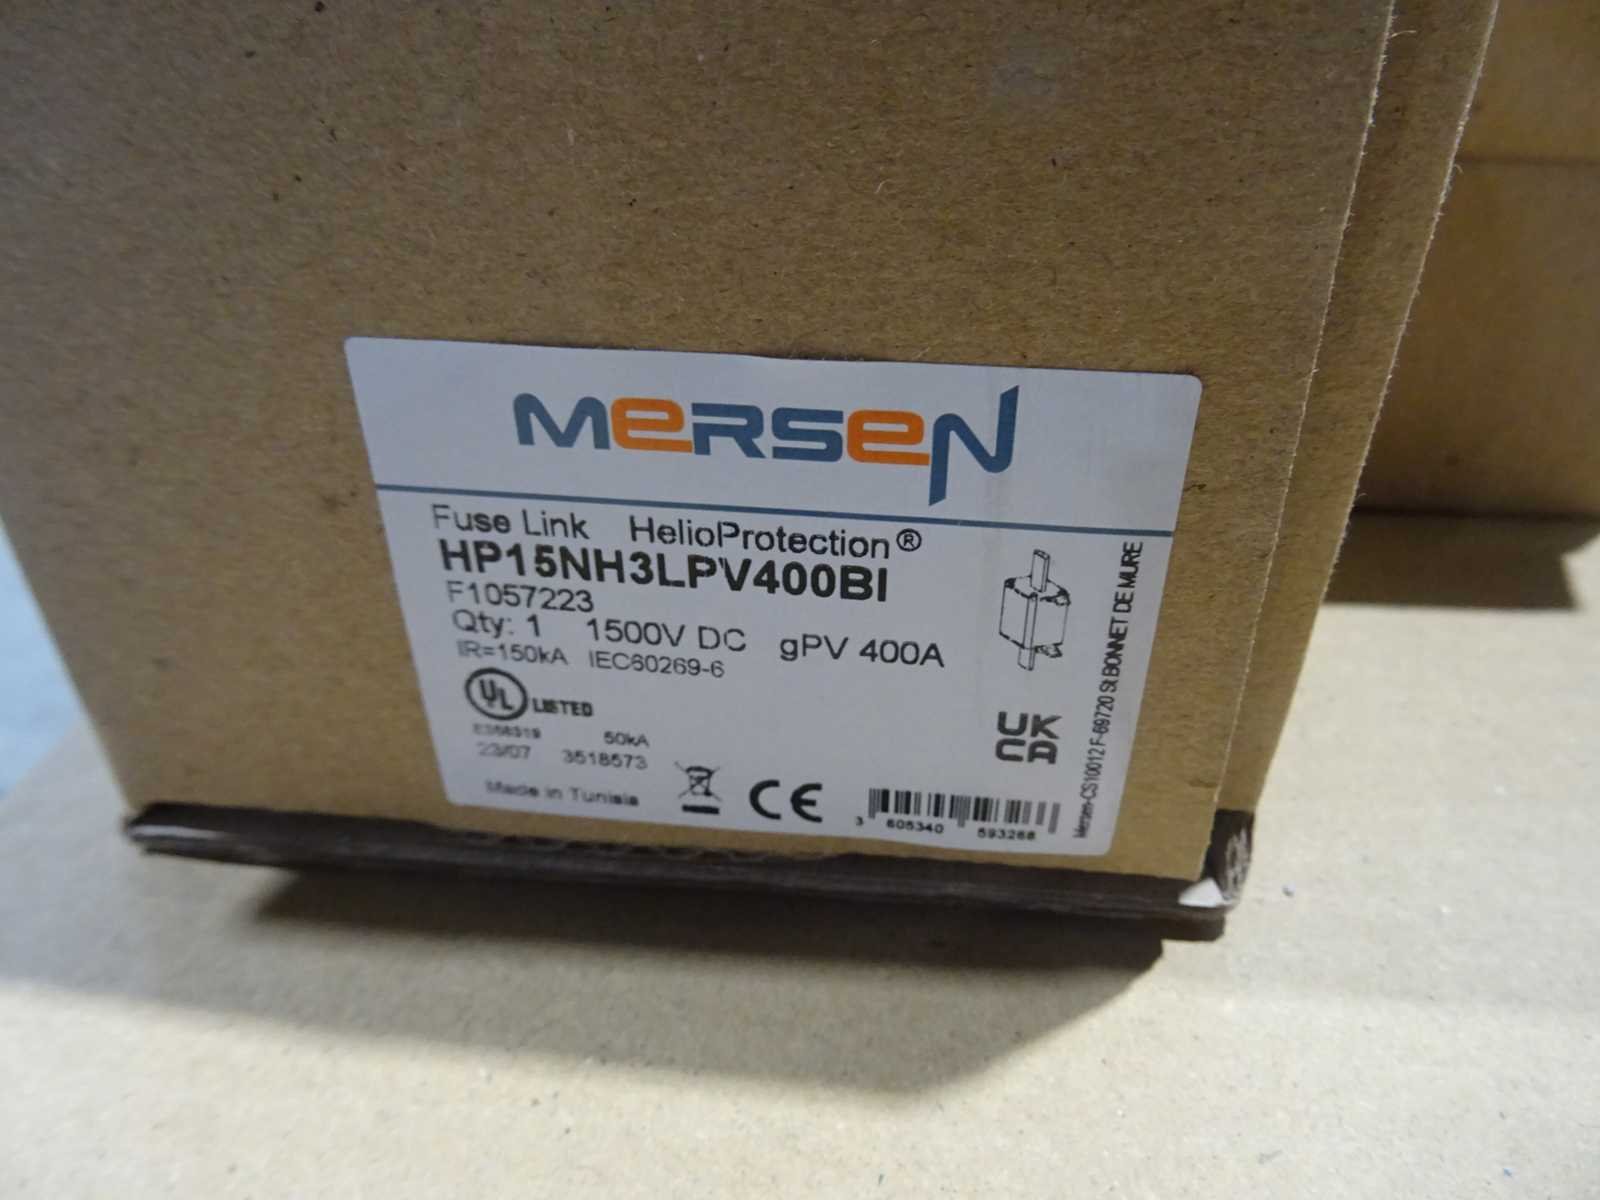 MERSEN
Fuse Link HelioProtection®
HP15NH3LPV400BI
F1057223
Qty: 1 1500V DC gPV 400A
IR=150kA IEC60269-6
UL LISTED
50kA
23/07 3518573
Made in Tunisia
CE
UK
CA
3 605340 593268
Mersen-CS10012 F-69720 St.BONNET DE MURE